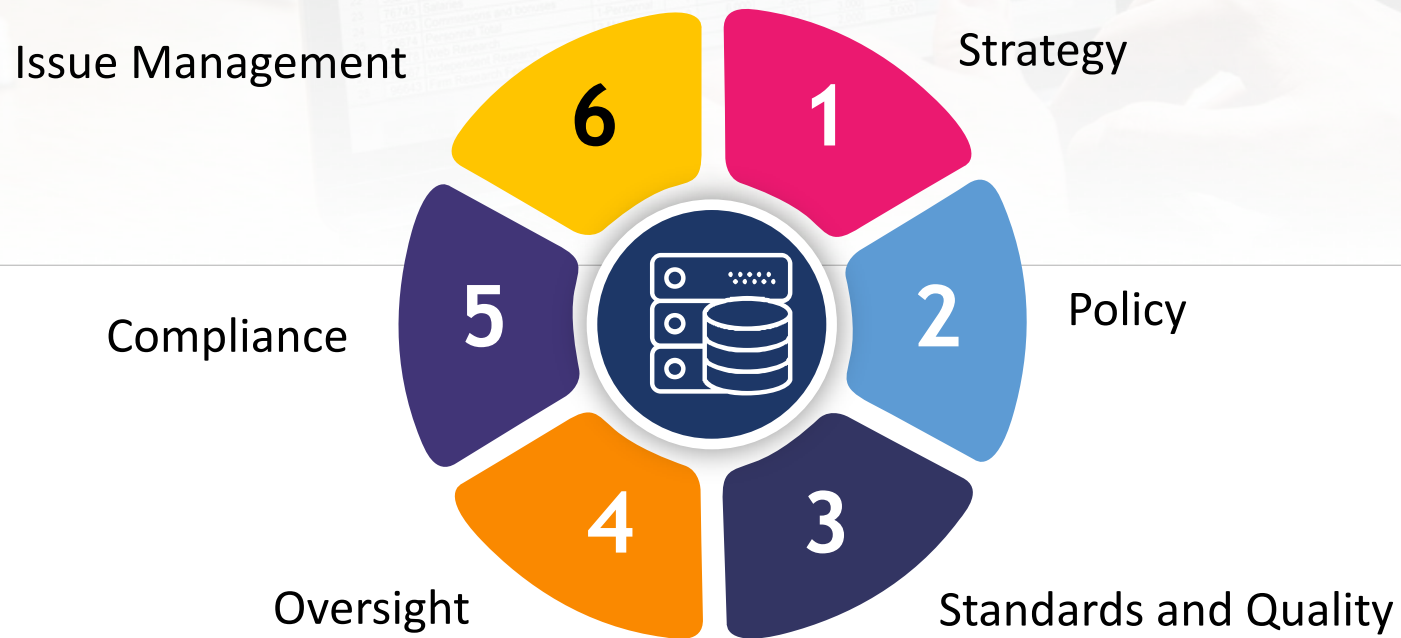 Issue Management
6
1
Strategy
5
Compliance
2
Policy
4
3
Oversight
Standards and Quality